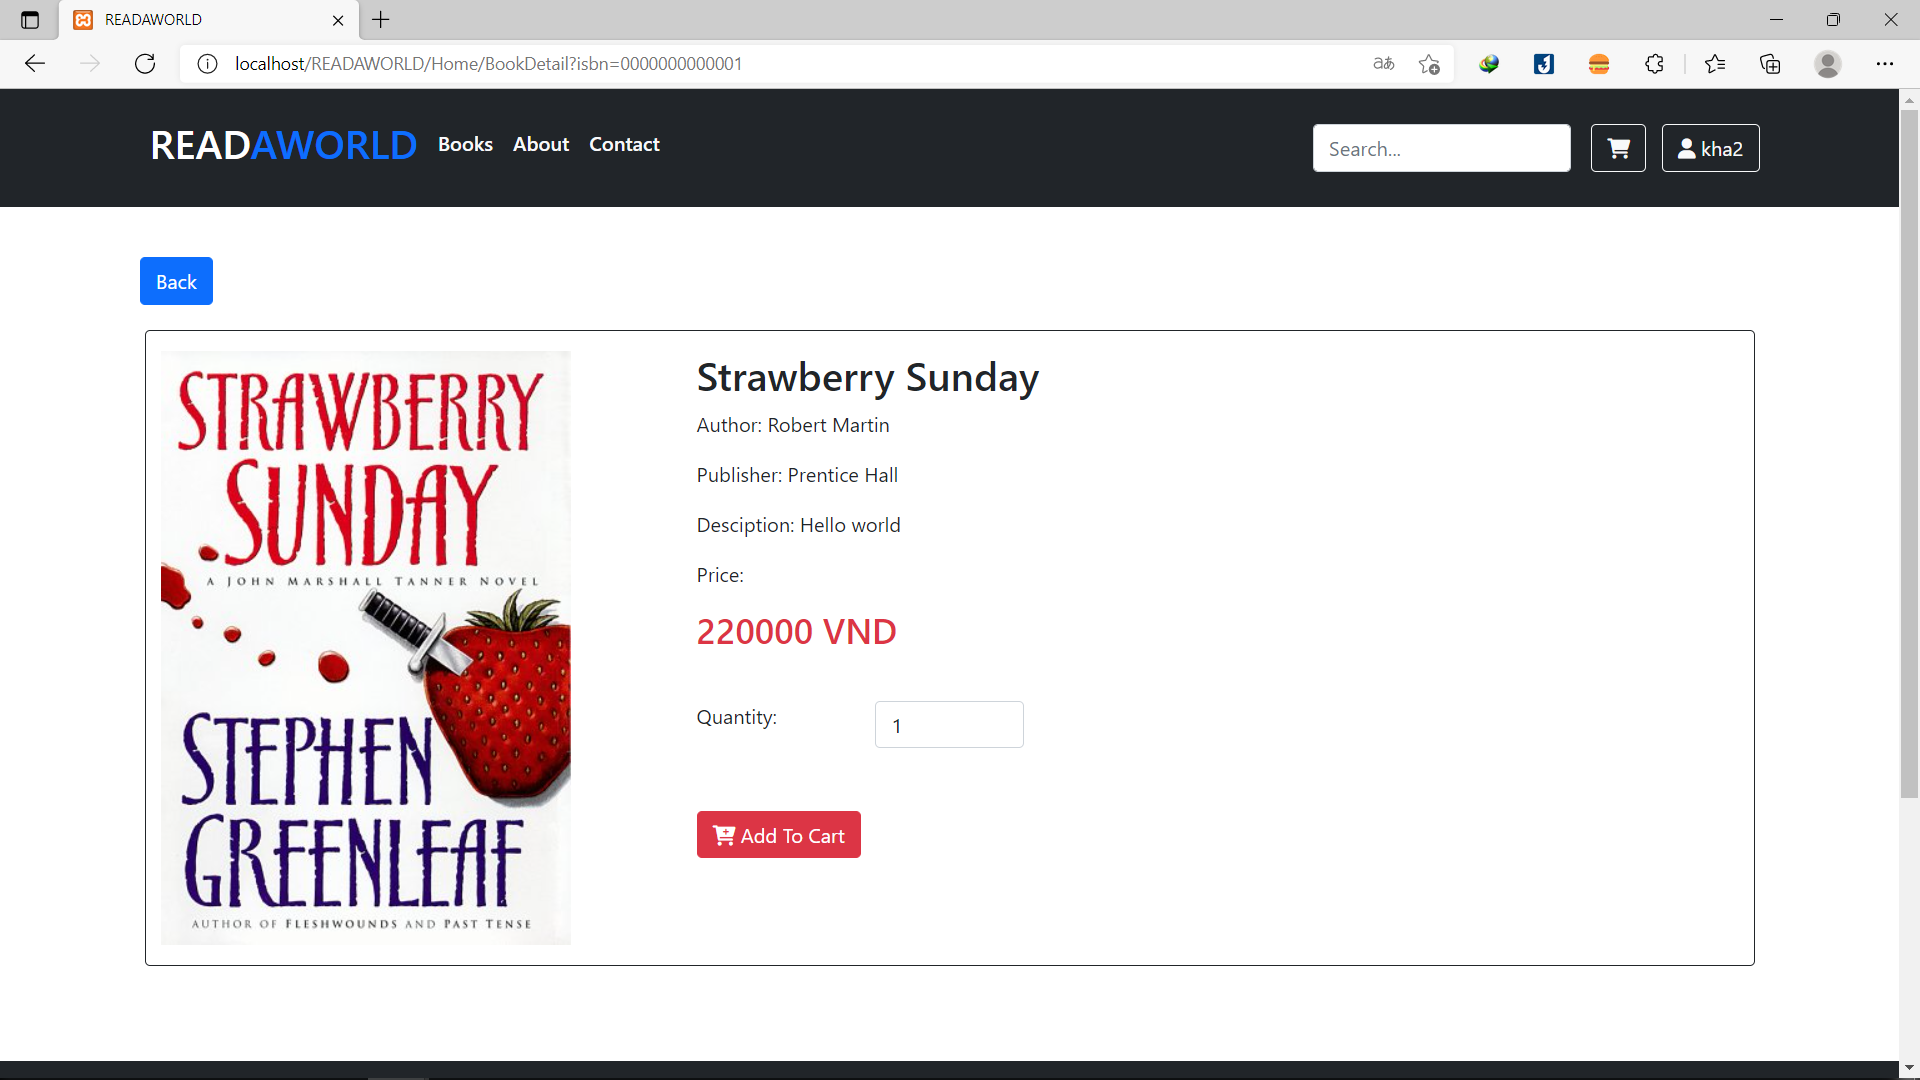 READAWORLD
localhost/READAWORLD/Home/BookDetail?isbn=0000000000001
aあ
READAWORLD
Books About Contact
Search...
kha2
Back
STRAWBERRY
SUNDAY
A JOHN MARSHALL TANNER NOVEL
STEPHEN
GREENLEAF
AUTHOR OF FLESHWOUNDS AND PAST TENSE
Strawberry Sunday
Author: Robert Martin
Publisher: Prentice Hall
Desciption: Hello world
Price:
220000 VND
Quantity: 1
Add To Cart